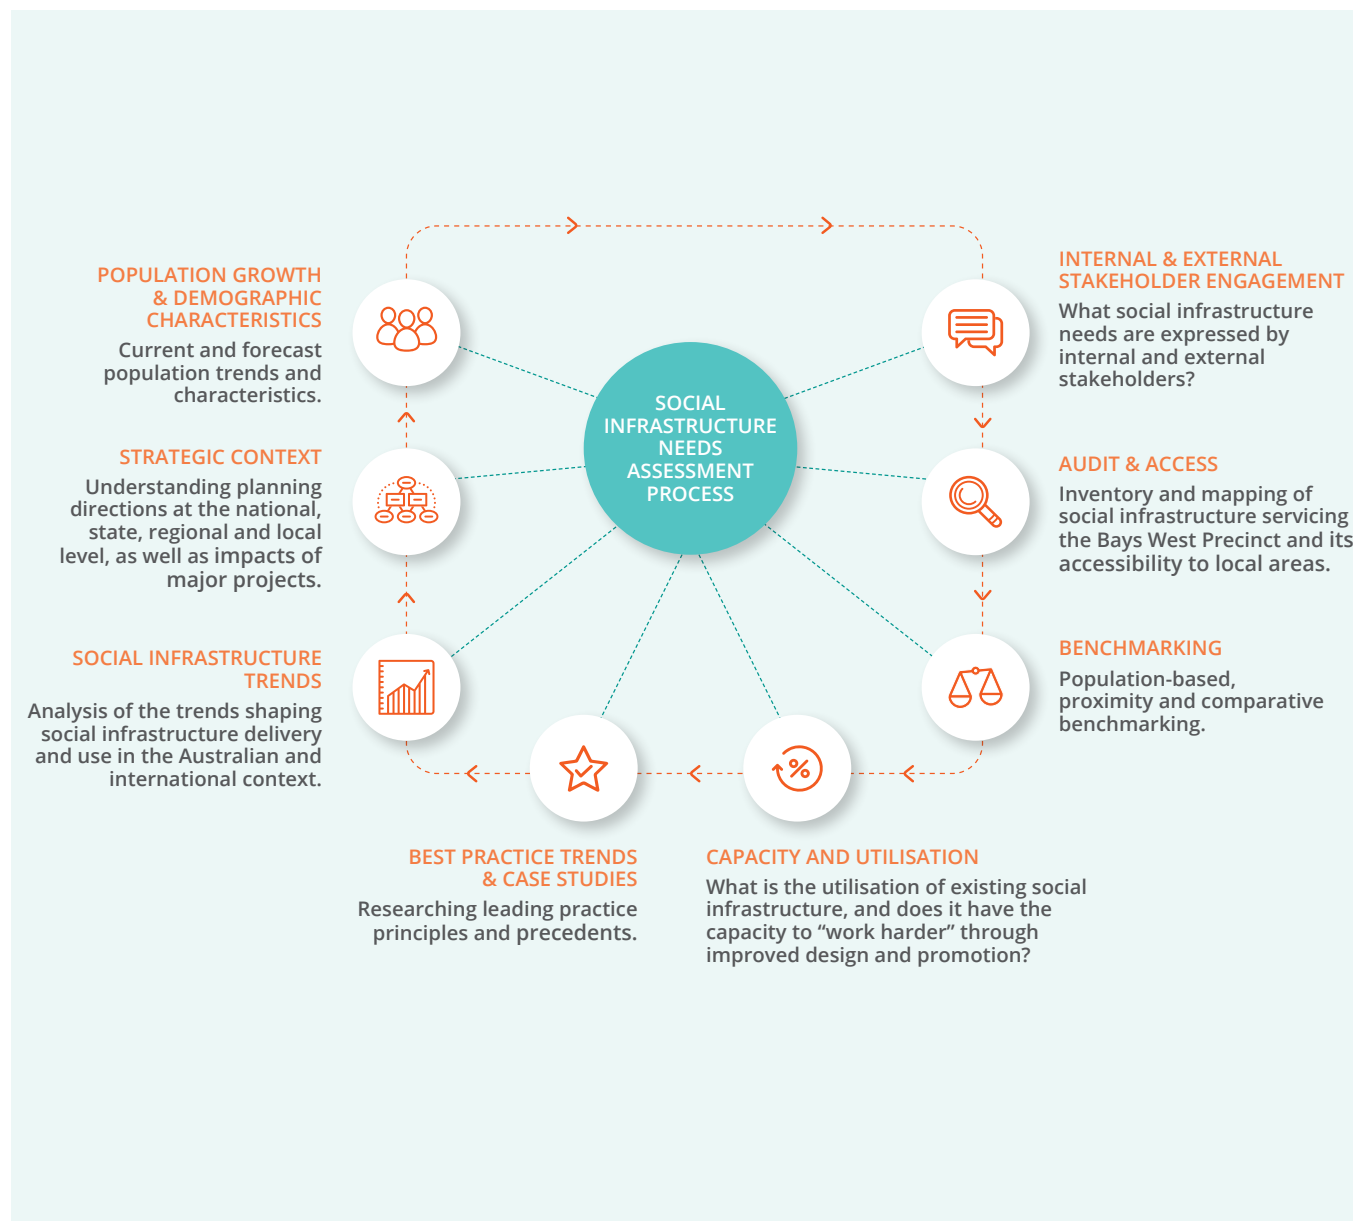 SOCIAL
INFRASTRUCTURE
NEEDS
ASSESSMENT
PROCESS
INTERNAL & EXTERNAL
STAKEHOLDER ENGAGEMENT
What social infrastructure
needs are expressed by
internal and external
stakeholders?
AUDIT & ACCESS
Inventory and mapping of
social infrastructure servicing
the Bays West Precinct and its
accessibility to local areas.
BENCHMARKING
Population-based,
proximity and comparative
benchmarking.
CAPACITY AND UTILISATION
What is the utilisation of existing social
infrastructure, and does it have the
capacity to “work harder” through
improved design and promotion?
BEST PRACTICE TRENDS
& CASE STUDIES
Researching leading practice
principles and precedents.
SOCIAL INFRASTRUCTURE
TRENDS
Analysis of the trends shaping
social infrastructure delivery
and use in the Australian and
international context.
STRATEGIC CONTEXT
Understanding planning
directions at the national,
state, regional and local
level, as well as impacts of
major projects.
POPULATION GROWTH
& DEMOGRAPHIC
CHARACTERISTICS
Current and forecast
population trends and
characteristics.
%